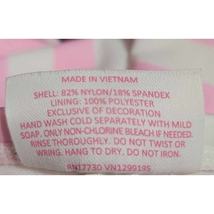 MADE IN VIETNAM
SHELL: 82% NYLON/18% SPANDEX
LINING: 100% POLYESTER
EXCLUSIVE OF DECORATION
HAND WASH COLD SEPARATELY WITH MILD
SOAP. ONLY NON-CHLORINE BLEACH IF NEEDED.
RINSE THOROUGHLY. DO NOT TWIST OR
WRING. HANG TO DRY. DO NOT IRON.
RN17730 VN1299195